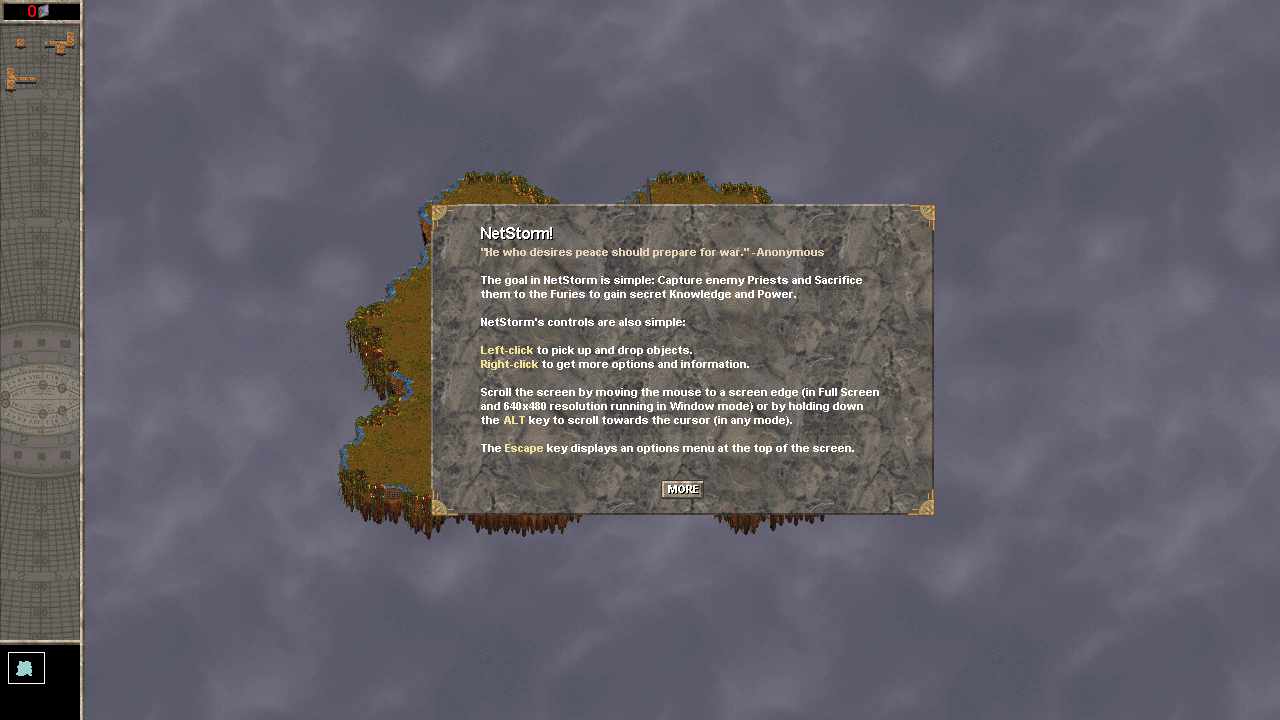 0
NetStorm!
"He who desires peace should prepare for war." - Anonymous
The goal in NetStorm is simple: Capture enemy Priests and Sacrifice
them to the Furies to gain secret Knowledge and Power.
NetStorm's controls are also simple:
Left-click to pick up and drop objects.
Right-click to get more options and information.
Scroll the screen by moving the mouse to a screen edge (in Full Screen
and 640x480 resolution running in Window mode) or by holding down
the ALT key to scroll towards the cursor (in any mode).
The Escape key displays an options menu at the top of the screen.
MORE